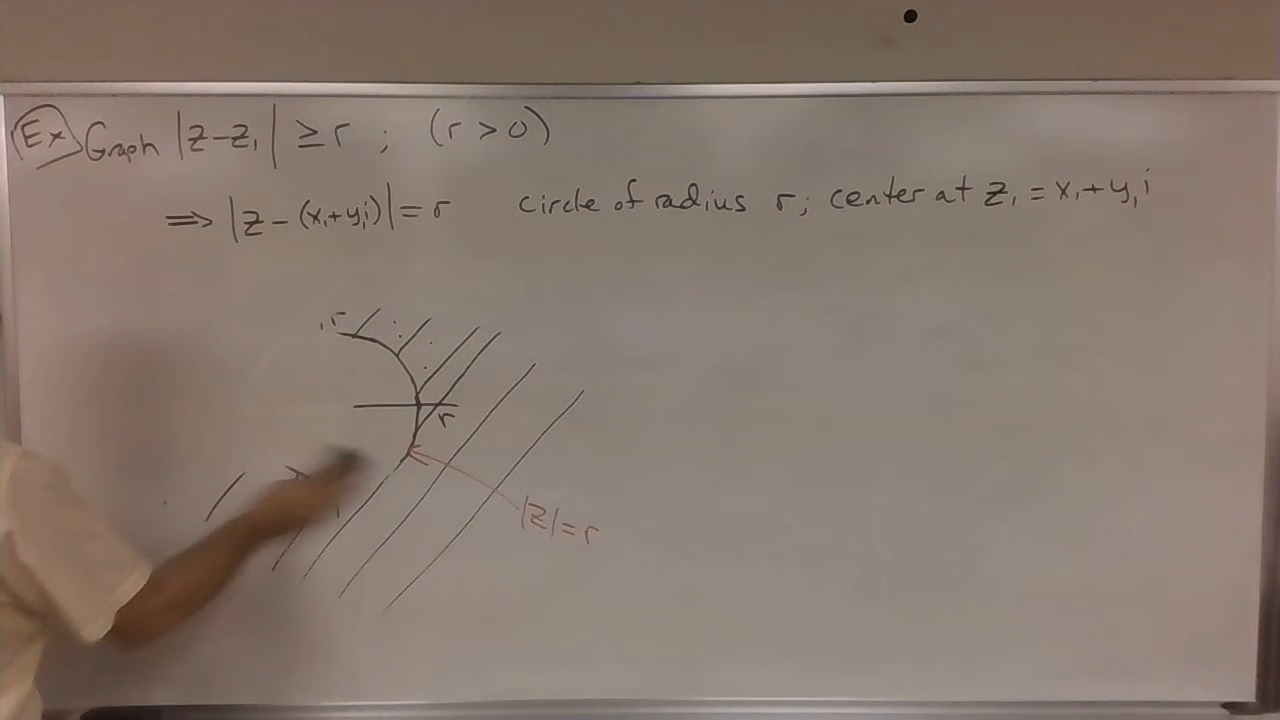 Ex Graph |z-z₁| ≥ r ; (r > 0)
⇒ |z - (x₁+y₁i)| = r circle of radius r; center at z₁ = x₁+y₁i
r
r
|z|=r